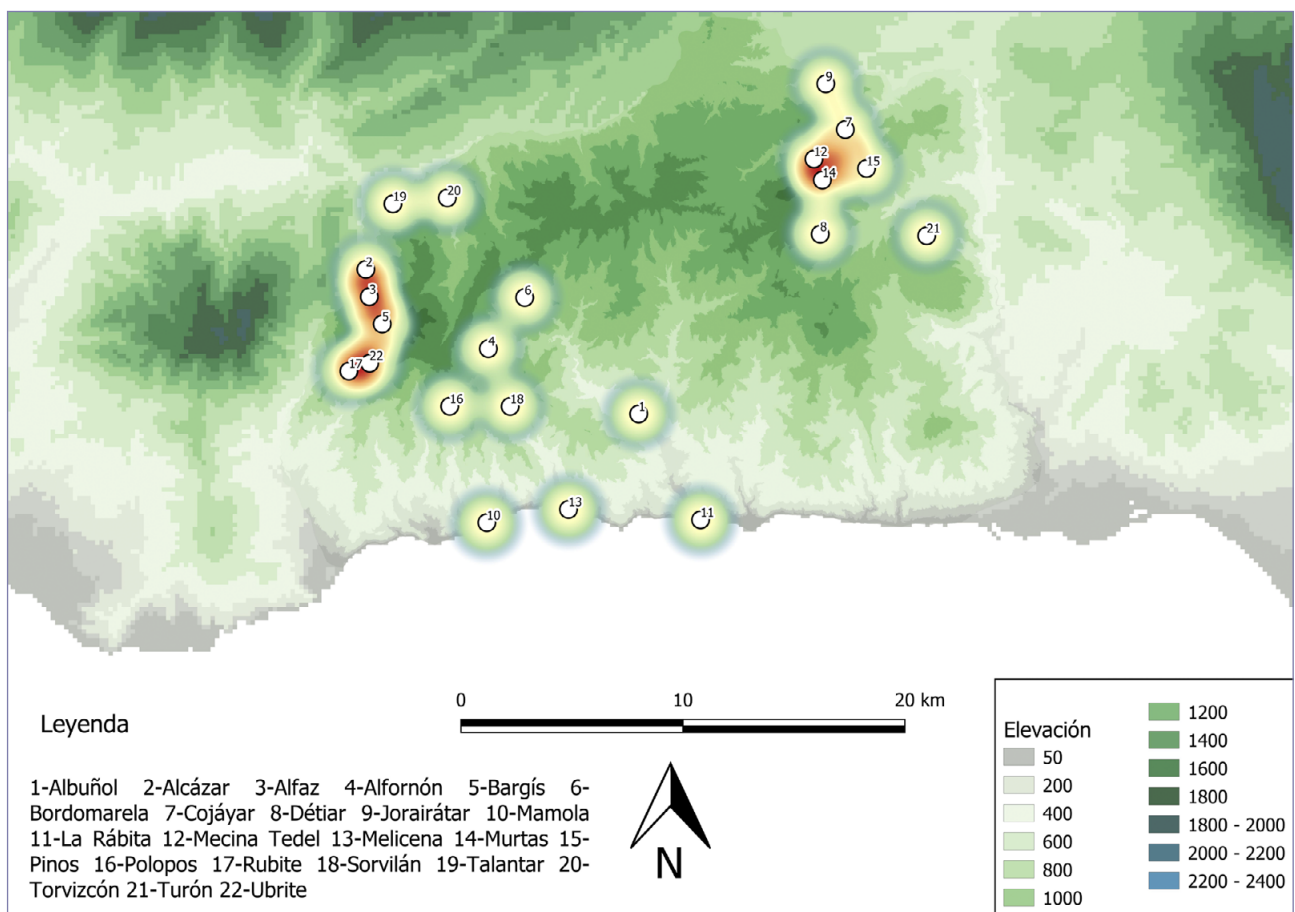 9
7
12
15
14
20
19
8
21
2
6
3
5
4
22
17
16
18
1
13
10
11
0 10 20 km
Leyenda
1-Albuñol 2-Alcázar 3-Alfaz 4-Alfornón 5-Bargís 6-
Bordomarela 7-Cojáyar 8-Détiar 9-Jorairátar 10-Mamola
11-La Rábita 12-Mecina Tedel 13-Melicena 14-Murtas 15-
Pinos 16-Polopos 17-Rubite 18-Sorvilán 19-Talantar 20-
Torvizcón 21-Turón 22-Ubrite
N
Elevación
50
200
400
600
800
1000
1200
1400
1600
1800
1800 - 2000
2000 - 2200
2200 - 2400